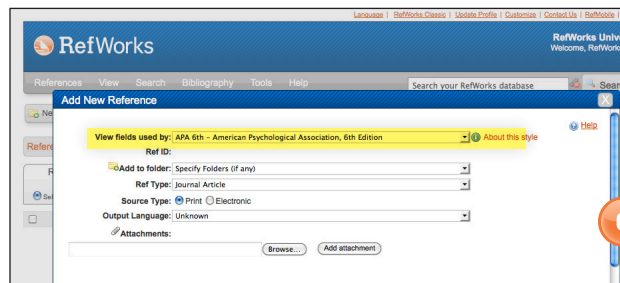 Language | RefWorks Classic | Update Profile | Customize | Contact Us | RefMobile |
RefWorks
RefWorks Univ
Welcome, RefWork
References View Search Bibliography Tools Help
Search your RefWorks database
Sear
Ne
Add New Reference
X
Help
View fields used by: APA 6th - American Psychological Association, 6th Edition
About this style
Refere
Ref ID:
Add to folder: Specify Folders (if any)
R
Ref Type: Journal Article
Sel
Source Type: Print Electronic
Output Language: Unknown
Attachments:
Browse...
Add attachment